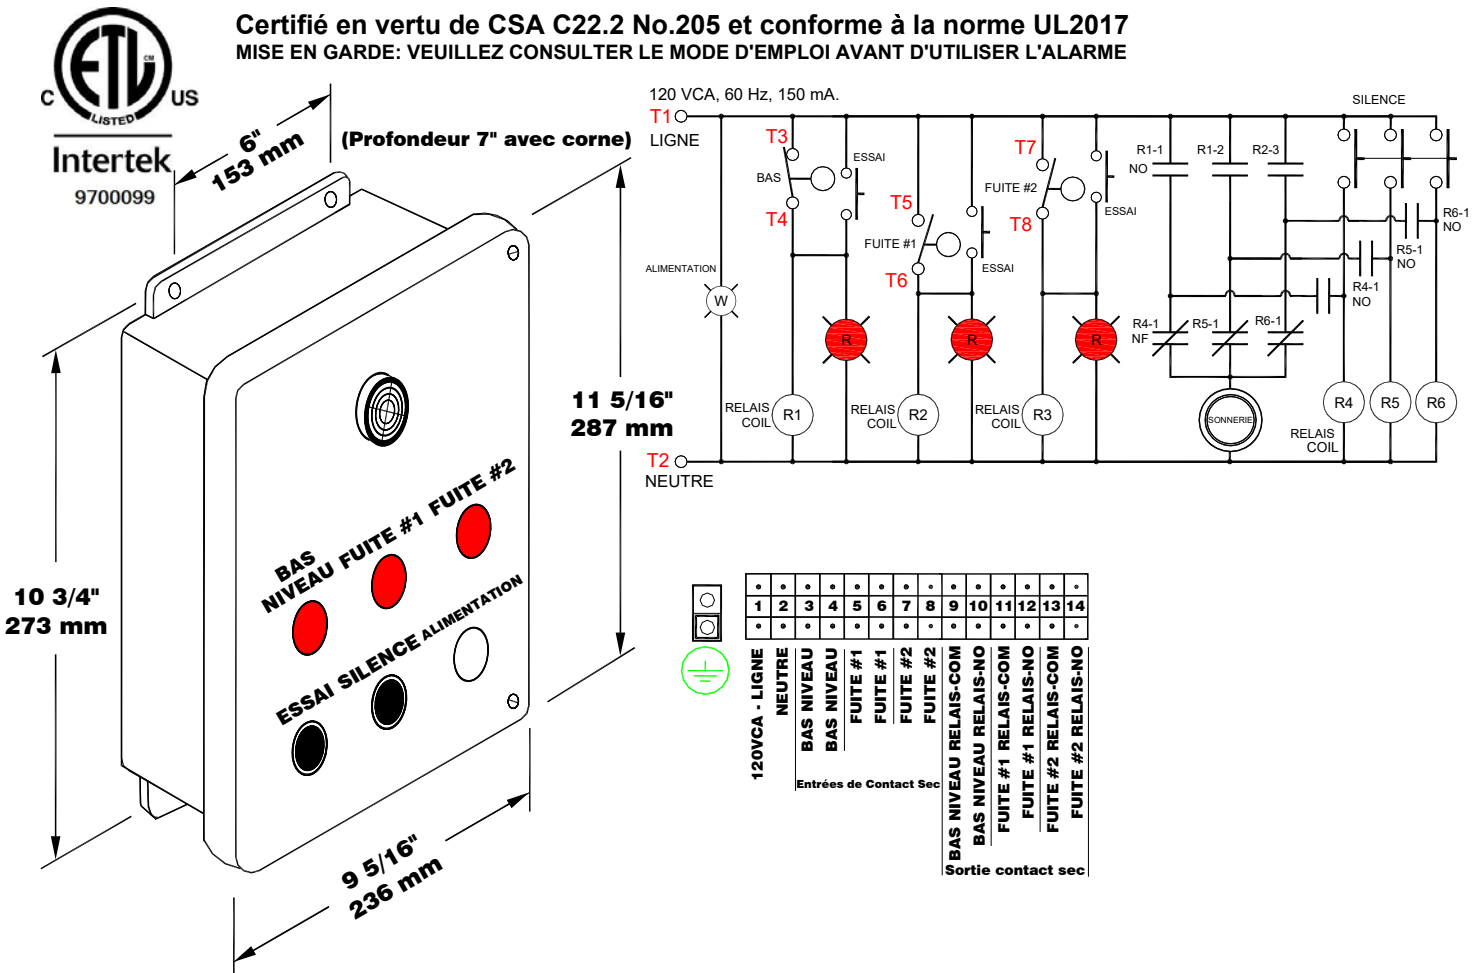 Certifié en vertu de CSA C22.2 No.205 et conforme à la norme UL2017
MISE EN GARDE: VEUILLEZ CONSULTER LE MODE D'EMPLOI AVANT D'UTILISER L'ALARME
ETL
CM
LISTED
C
US
Intertek
9700099
6"
153 mm
(Profondeur 7" avec corne)
11 5/16"
287 mm
10 3/4"
273 mm
9 5/16"
236 mm
BAS
NIVEAU FUITE #1 FUITE #2
ESSAI SILENCE ALIMENTATION
120 VCA, 60 Hz, 150 mA.
T1
LIGNE
T3
BAS
T4
ESSAI
T5
FUITE #1
T6
ESSAI
T7
FUITE #2
T8
ESSAI
ALIMENTATION
W
R
R
R
RELAIS
COIL
R1
RELAIS
COIL
R2
RELAIS
COIL
R3
T2
NEUTRE
SILENCE
R1-1
NO
R1-2
R2-3
R6-1
NO
R5-1
NO
R4-1
NO
R4-1
NF
R5-1
R6-1
SONNERIE
R4
R5
R6
RELAIS
COIL
1 2 3 4 5 6 7 8 9 10 11 12 13 14
120VCA - LIGNE
NEUTRE
BAS NIVEAU
BAS NIVEAU
FUITE #1
FUITE #1
FUITE #2
FUITE #2
BAS NIVEAU RELAIS-COM
BAS NIVEAU RELAIS-NO
FUITE #1 RELAIS-COM
FUITE #1 RELAIS-NO
FUITE #2 RELAIS-COM
FUITE #2 RELAIS-NO
Entrées de Contact Sec
Sortie contact sec